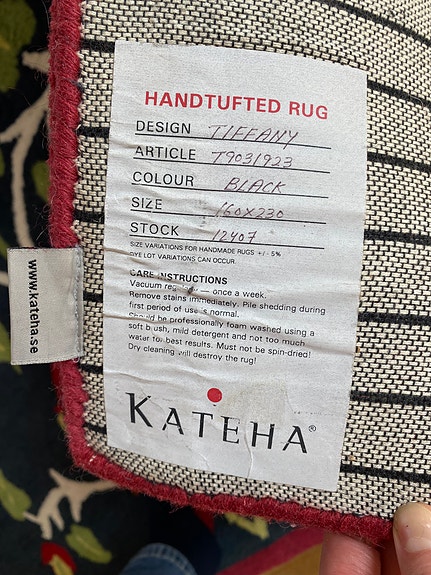 HANDTUFTED RUG
DESIGN TIFFANY
ARTICLE T9031923
COLOUR BLACK
SIZE 160X230
STOCK 12407
SIZE VARIATIONS FOR HANDMADE RUGS +/- 5%
DYE LOT VARIATIONS CAN OCCUR.
CARE INSTRUCTIONS
Vacuum — once a week.
Remove stains immediately. Pile shedding during
first period of use is normal.
Should be professionally foam washed using a
soft brush, mild detergent and not too much
water for best results. Must not be spin-dried!
Dry cleaning will destroy the rug!
KATEHA®
www.kateha.se